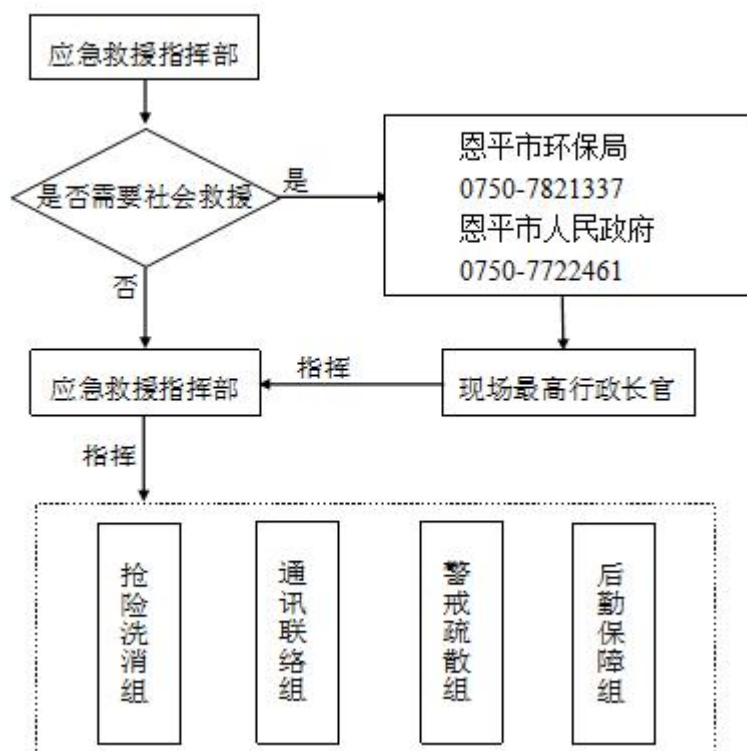 应急救援指挥部
是否需要社会救援
是
恩平市环保局
0750-7821337
恩平市人民政府
0750-7722461
否
应急救援指挥部
指挥
现场最高行政长官
指挥
抢险洗消组
通讯联络组
警戒疏散组
后勤保障组